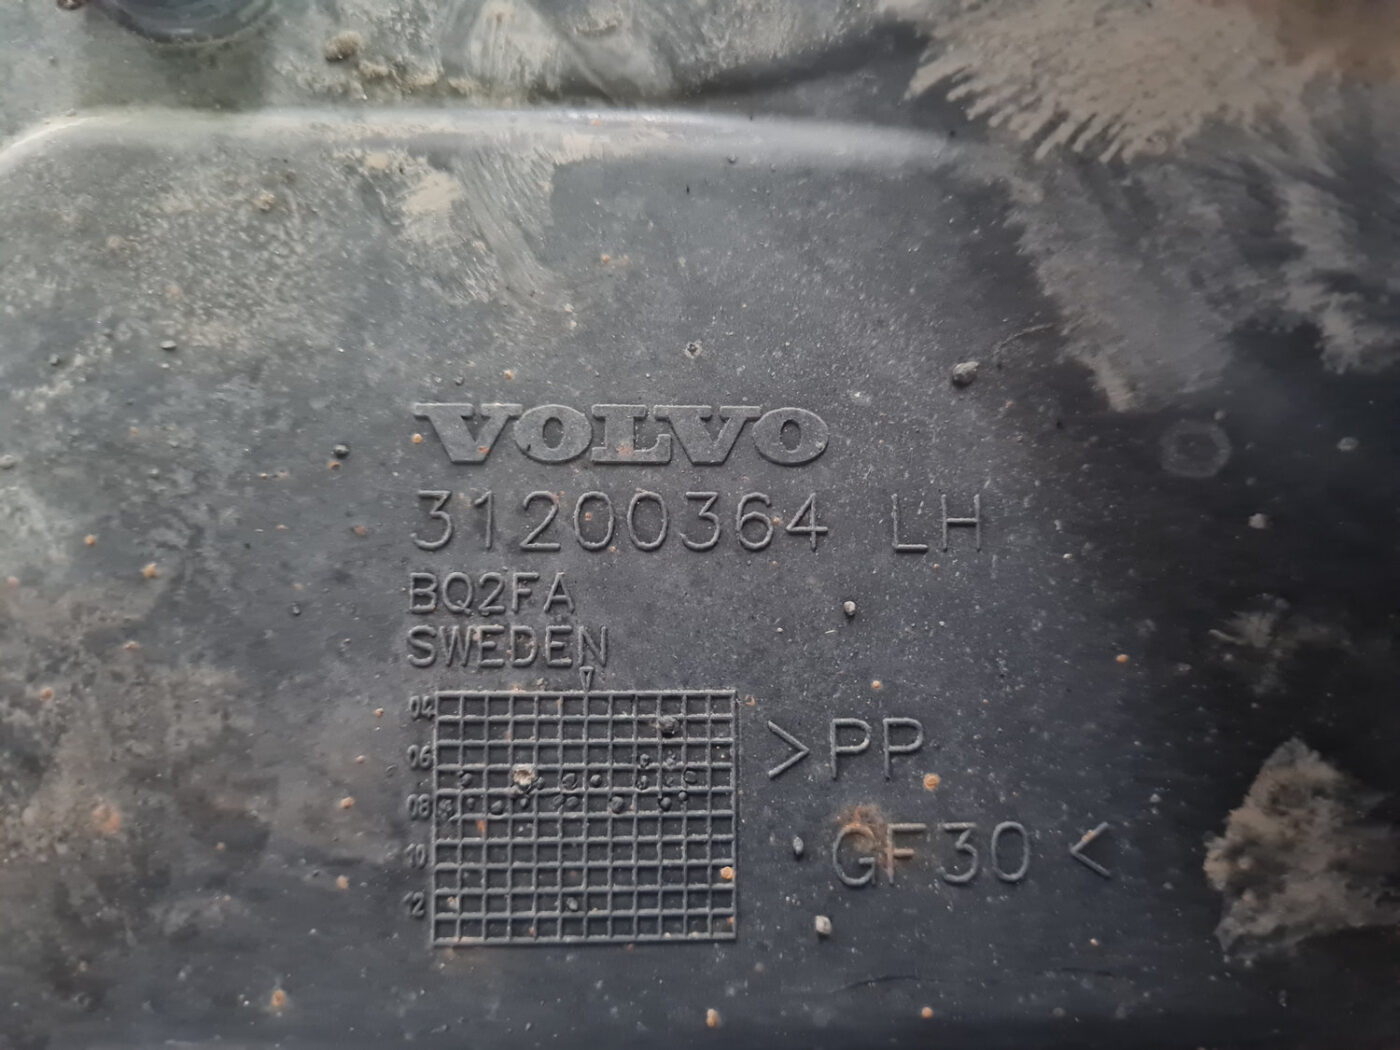 VOLVO
31200364 LH
BQ2FA
SWEDEN
04
06
08
10
12
>PP
GF30<